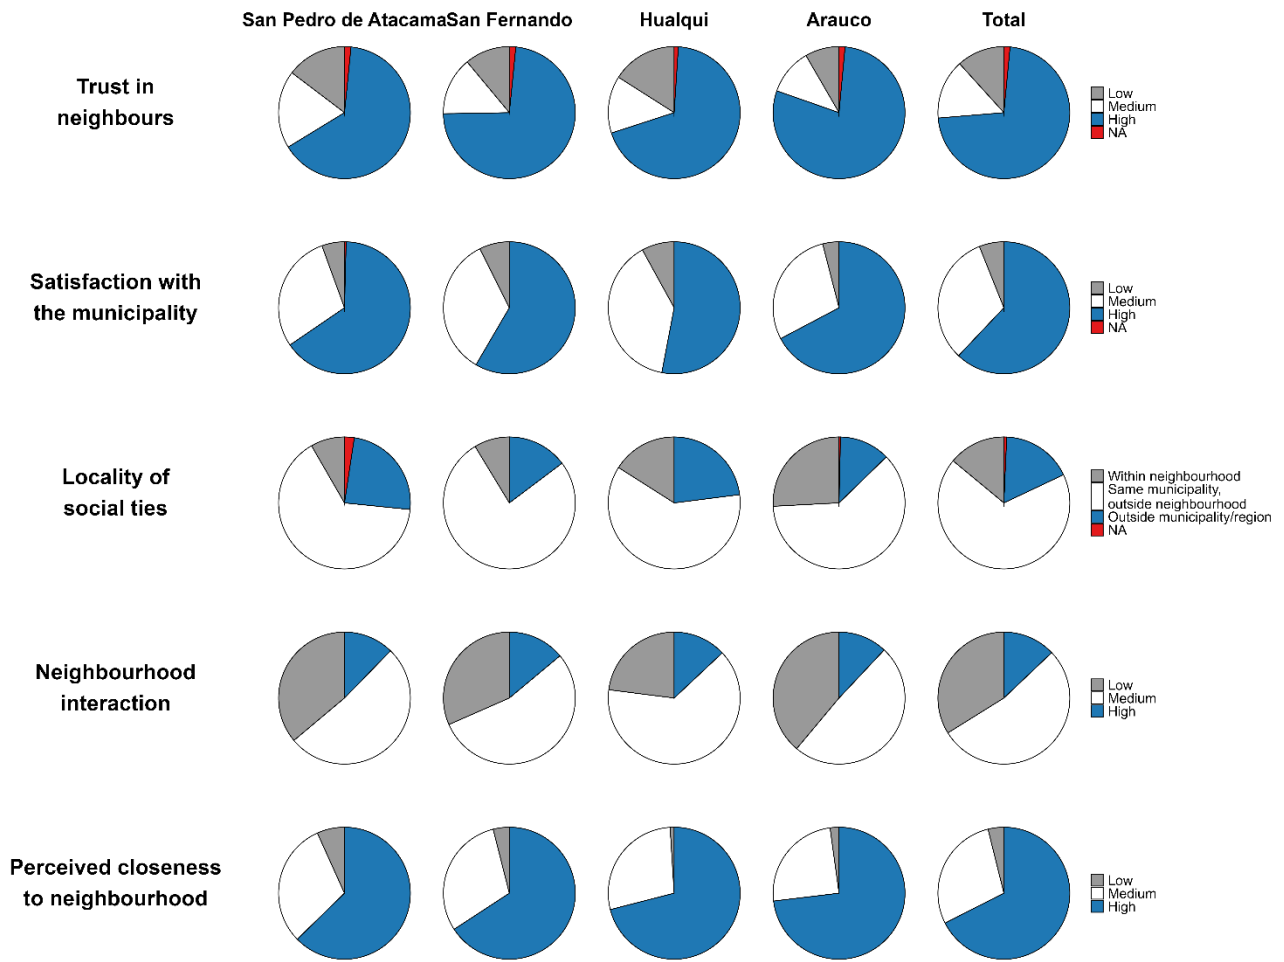 San Pedro de Atacama San Fernando Hualqui Arauco Total
Trust in
neighbours
Low
Medium
High
NA
Satisfaction with
the municipality
Low
Medium
High
NA
Locality of
social ties
Within neighbourhood
Same municipality,
outside neighbourhood
Outside municipality/region
NA
Neighbourhood
interaction
Low
Medium
High
Perceived closeness
to neighbourhood
Low
Medium
High